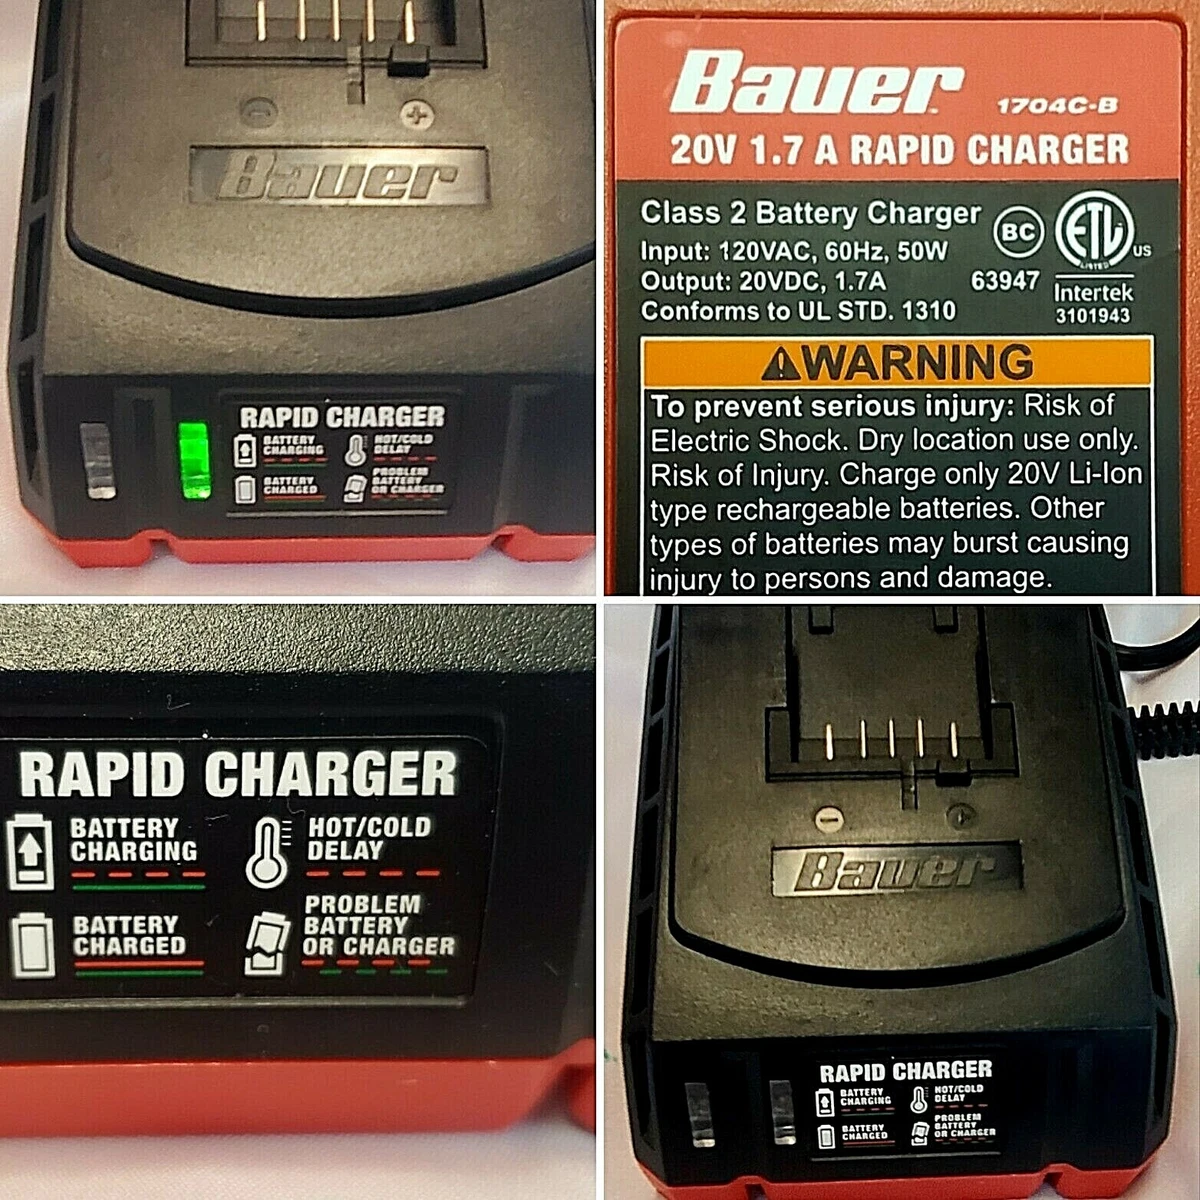 Bauer
RAPID CHARGER
BATTERY
CHARGING
HOT/COLD
DELAY
BATTERY
CHARGED
PROBLEM
BATTERY
OR CHARGER
Bauer 1704C-B
20V 1.7 A RAPID CHARGER
Class 2 Battery Charger
Input: 120VAC, 60Hz, 50W
Output: 20VDC, 1.7A
Conforms to UL STD. 1310
BC
63947
ETL
LISTED
US
Intertek
3101943
WARNING
To prevent serious injury: Risk of
Electric Shock. Dry location use only.
Risk of Injury. Charge only 20V Li-Ion
type rechargeable batteries. Other
types of batteries may burst causing
injury to persons and damage.
RAPID CHARGER
BATTERY
CHARGING
HOT/COLD
DELAY
BATTERY
CHARGED
PROBLEM
BATTERY
OR CHARGER
Bauer
RAPID CHARGER
BATTERY
CHARGING
HOT/COLD
DELAY
BATTERY
CHARGED
PROBLEM
BATTERY
OR CHARGER